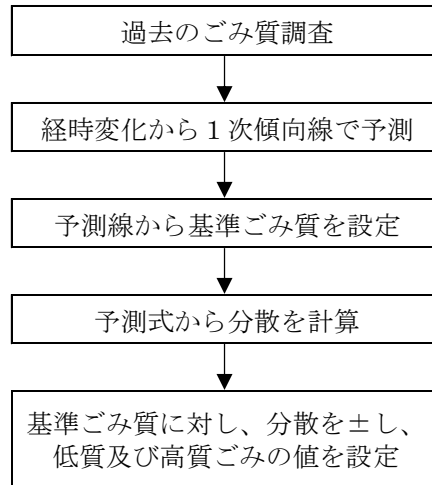 過去のごみ質調査
経時変化から１次傾向線で予測
予測線から基準ごみ質を設定
予測式から分散を計算
基準ごみ質に対し、分散を±し、
低質及び高質ごみの値を設定